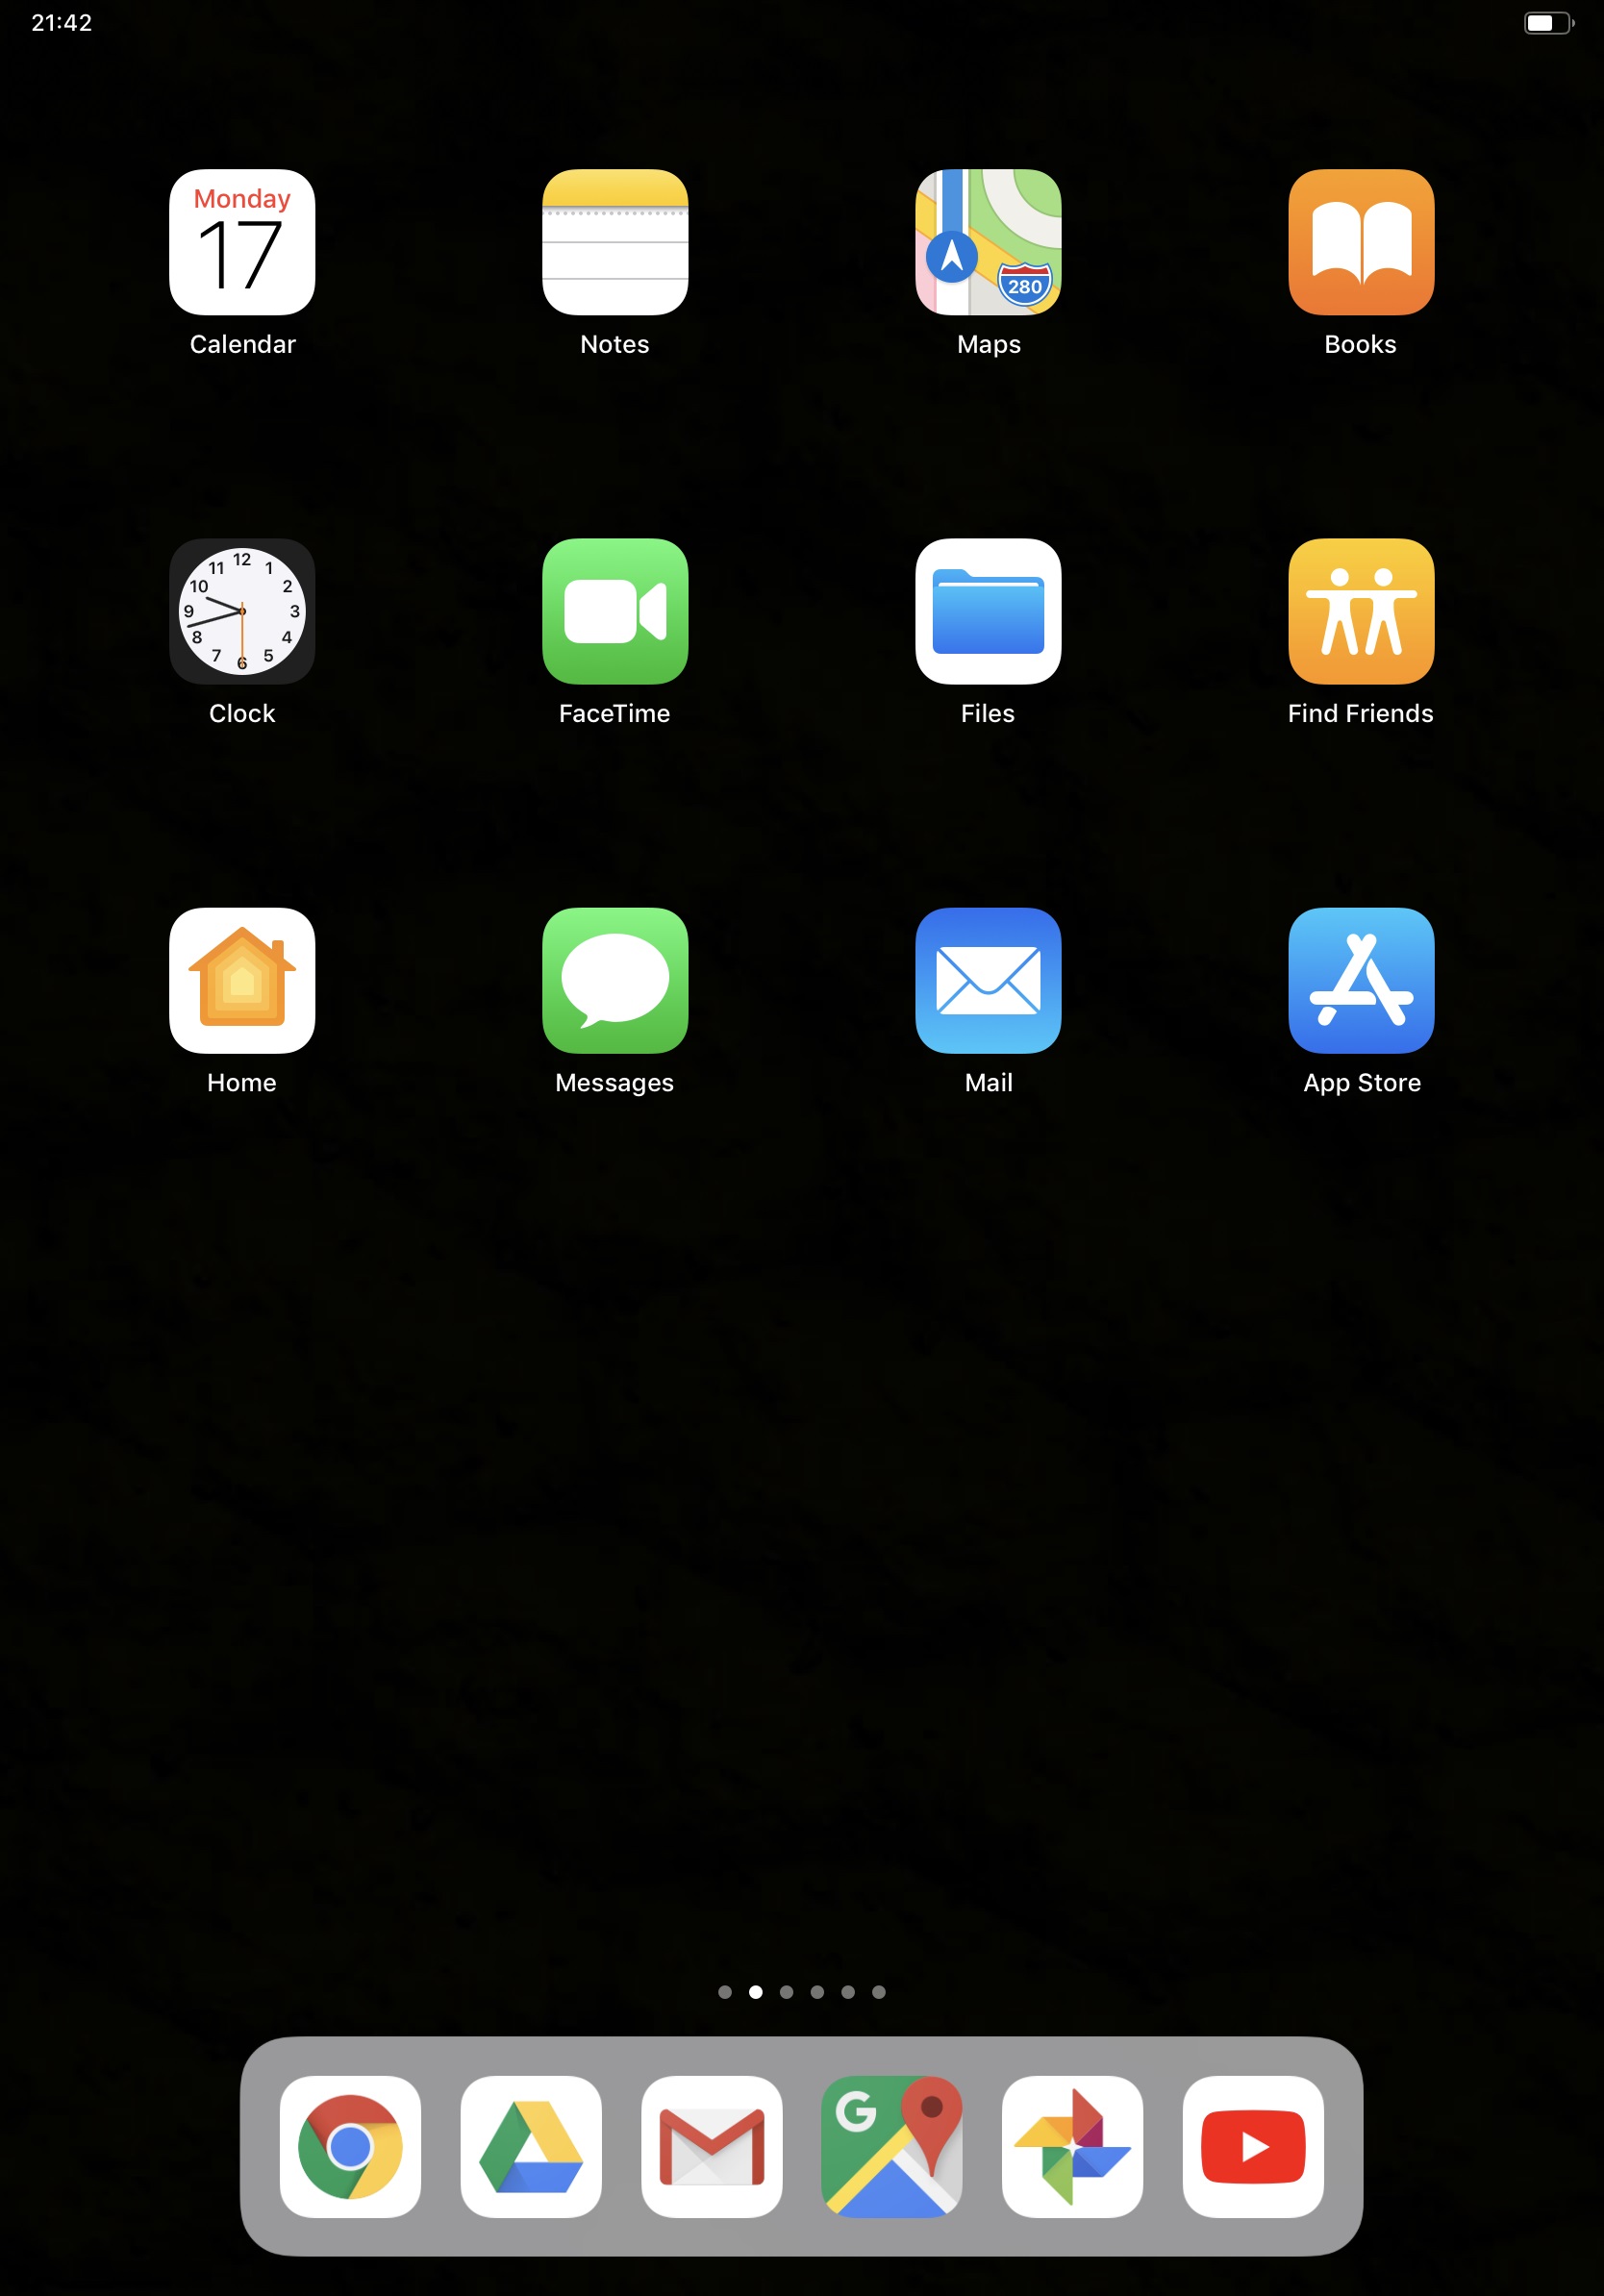 21:42
Monday
17
280
Calendar
Notes
Maps
Books
12
11
1
10
2
9
3
8
4
7
5
6
Clock
FaceTime
Files
Find Friends
Home
Messages
Mail
App Store
G